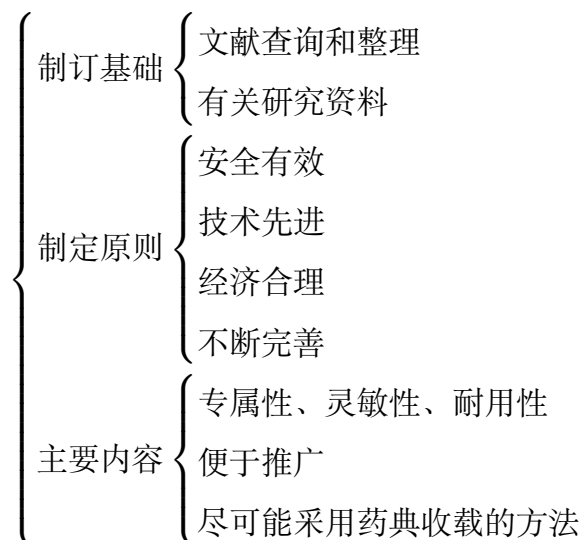 制订基础
文献查询和整理
有关研究资料
制定原则
安全有效
技术先进
经济合理
不断完善
主要内容
专属性、灵敏性、耐用性
便于推广
尽可能采用药典收载的方法